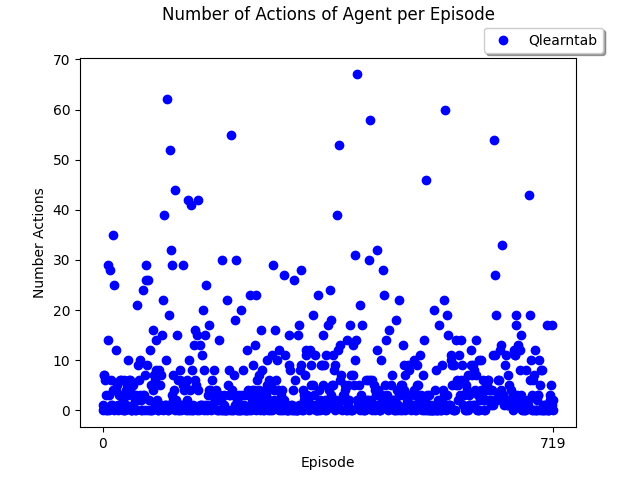 Number of Actions of Agent per Episode
Qlearntab
70
60
50
40
30
20
10
0
Number Actions
0 719
Episode